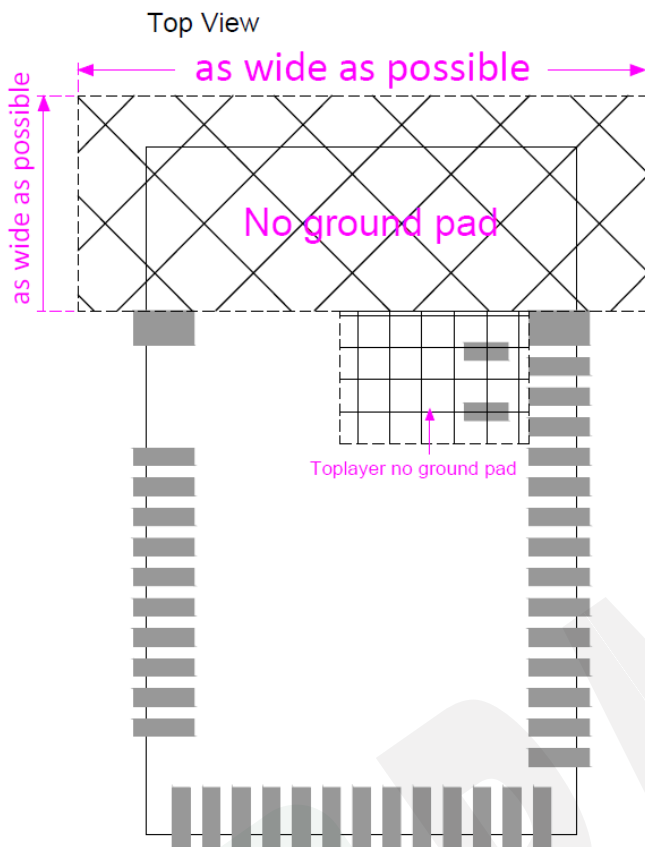 Top View
as wide as possible
as wide as possible
No ground pad
Toplayer no ground pad